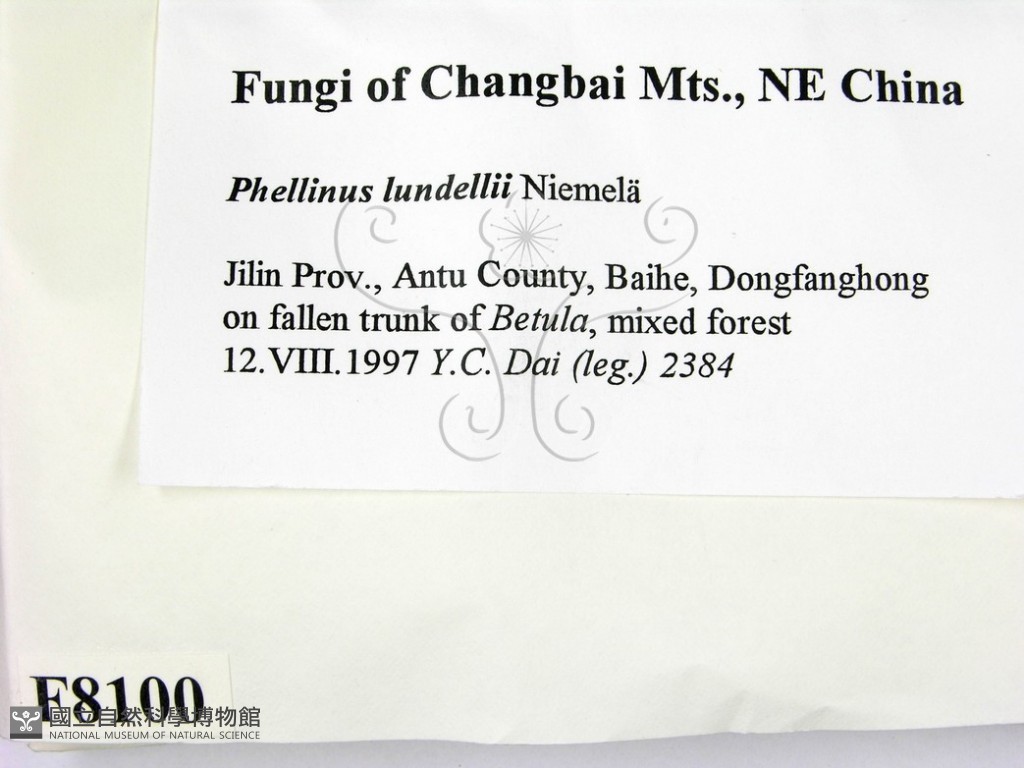 Fungi of Changbai Mts., NE China
Phellinus lundellii Niemelä
Jilin Prov., Antu County, Baihe, Dongfanghong
on fallen trunk of Betula, mixed forest
12.VIII.1997 Y.C. Dai (leg.) 2384
F8100
國立自然科學博物館
NATIONAL MUSEUM OF NATURAL SCIENCE